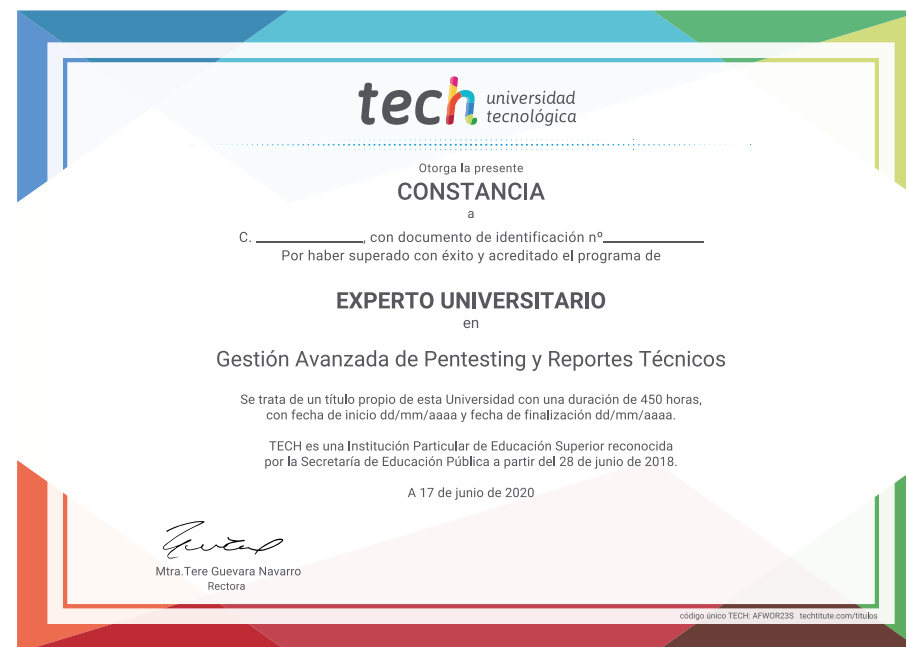 tech universidad
tecnológica
Otorga la presente
CONSTANCIA
a
C. ____________, con documento de identificación nº____________
Por haber superado con éxito y acreditado el programa de
EXPERTO UNIVERSITARIO
en
Gestión Avanzada de Pentesting y Reportes Técnicos
Se trata de un título propio de esta Universidad con una duración de 450 horas,
con fecha de inicio dd/mm/aaaa y fecha de finalización dd/mm/aaaa.
TECH es una Institución Particular de Educación Superior reconocida
por la Secretaría de Educación Pública a partir del 28 de junio de 2018.
A 17 de junio de 2020
Mtra.Tere Guevara Navarro
Rectora
código único TECH: AFWOR23S techtitute.com/titulos